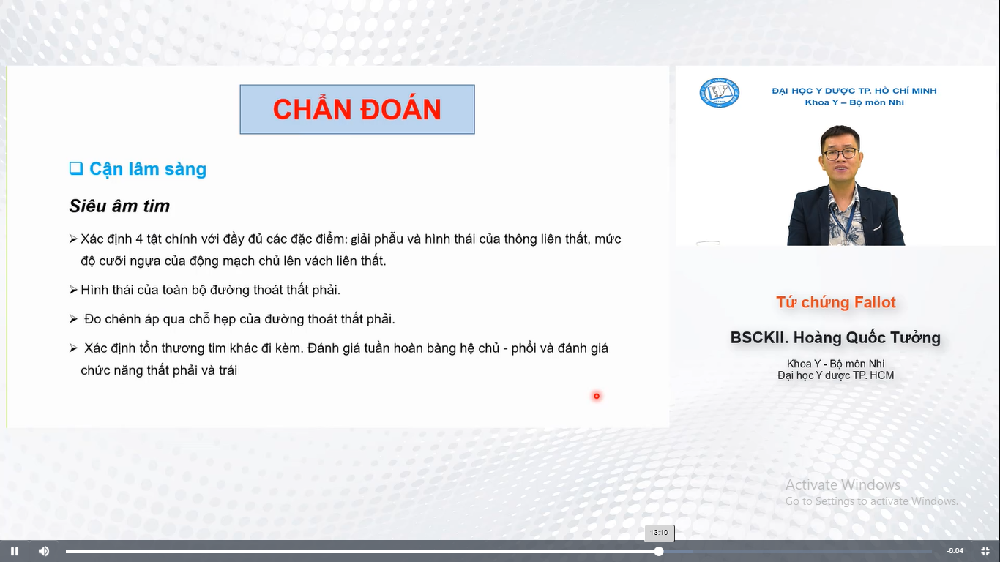 CHẨN ĐOÁN
Cận lâm sàng
Siêu âm tim
Xác định 4 tật chính với đầy đủ các đặc điểm: giải phẫu và hình thái của thông liên thất, mức
độ cưỡi ngựa của động mạch chủ lên vách liên thất.
Hình thái của toàn bộ đường thoát thất phải.
Đo chênh áp qua chỗ hẹp của đường thoát thất phải.
Xác định tổn thương tim khác đi kèm. Đánh giá tuần hoàn bàng hệ chủ - phổi và đánh giá
chức năng thất phải và trái
ĐẠI HỌC Y DƯỢC TP. HỒ CHÍ MINH
Khoa Y – Bộ môn Nhi
Tứ chứng Fallot
BSCKII. Hoàng Quốc Tưởng
Khoa Y - Bộ môn Nhi
Đại học Y dược TP. HCM
Activate Windows
Go to Settings to activate Windows.
13:10
-6:04